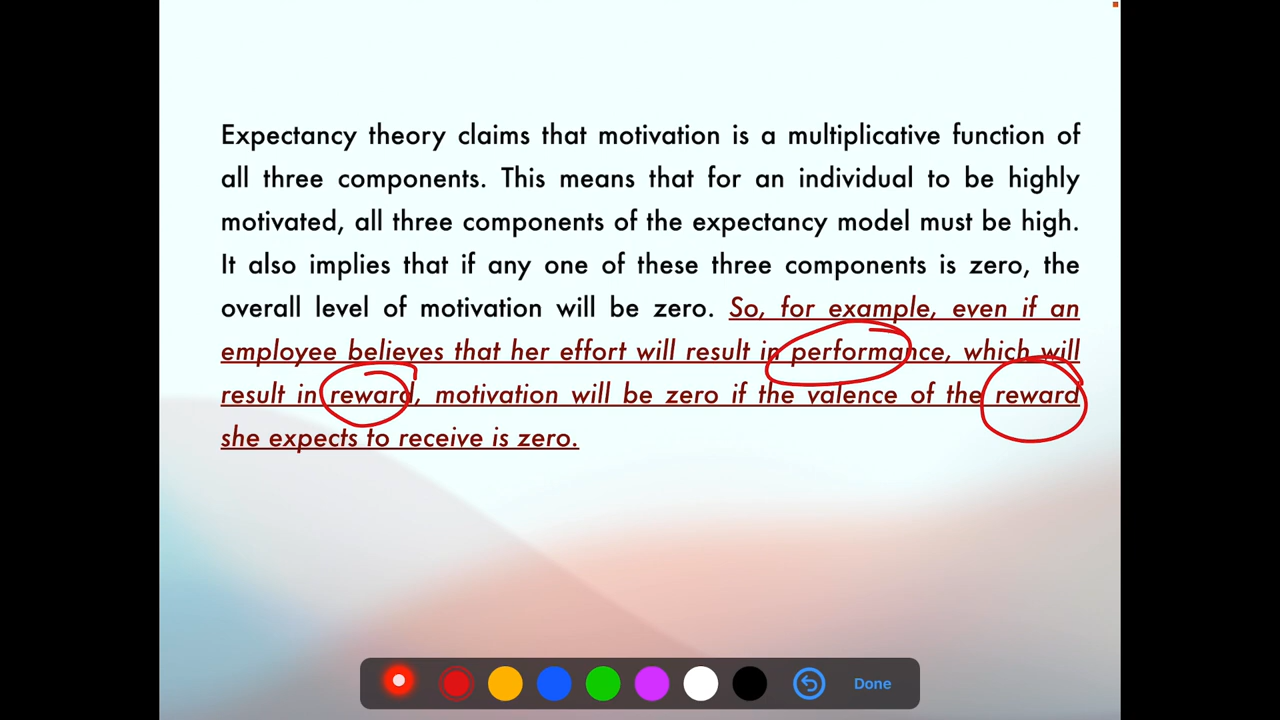 Expectancy theory claims that motivation is a multiplicative function of
all three components. This means that for an individual to be highly
motivated, all three components of the expectancy model must be high.
It also implies that if any one of these three components is zero, the
overall level of motivation will be zero. So, for example, even if an
employee believes that her effort will result in performance, which will
result in reward, motivation will be zero if the valence of the reward
she expects to receive is zero.
Done